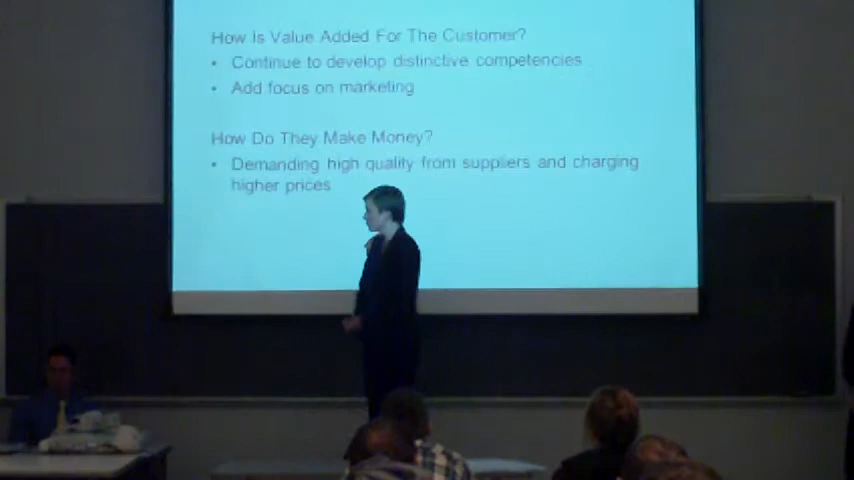 How Is Value Added For The Customer?
• Continue to develop distinctive competencies
• Add focus on marketing
How Do They Make Money?
• Demanding high quality from suppliers and charging
higher prices